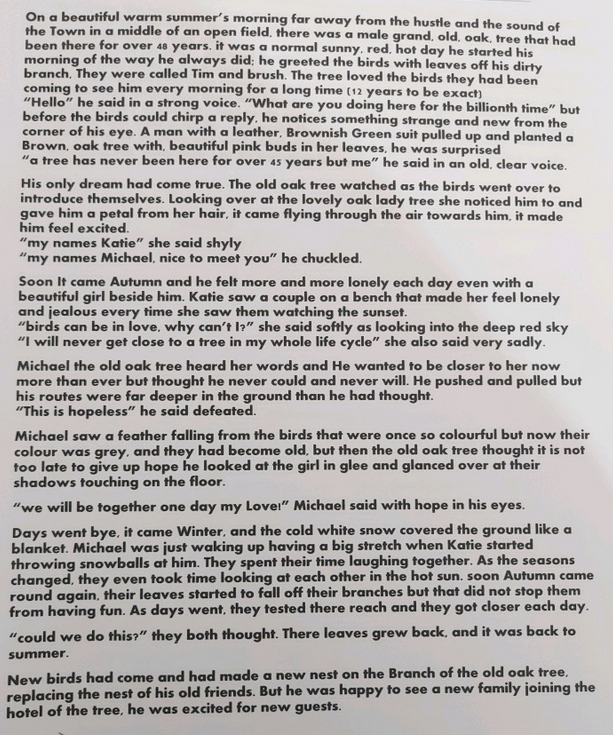 On a beautiful warm summer's morning far away from the hustle and the sound of
the Town in a middle of an open field, there was a male grand, old, oak, tree that had
been there for over 48 years. it was a normal sunny, red, hot day he started his
morning of the way he always did; he greeted the birds with leaves off his dirty
branch, They were called Tim and brush. The tree loved the birds they had been
coming to see him every morning for a long time (12 years to be exact)
"Hello" he said in a strong voice. "What are you doing here for the billionth time" but
before the birds could chirp a reply, he notices something strange and new from the
corner of his eye. A man with a leather, Brownish Green suit pulled up and planted a
Brown, oak tree with, beautiful pink buds in her leaves, he was surprised
"a tree has never been here for over 45 years but me" he said in an old, clear voice.

His only dream had come true. The old oak tree watched as the birds went over to
introduce themselves. Looking over at the lovely oak lady tree she noticed him to and
gave him a petal from her hair, it came flying through the air towards him, it made
him feel excited.
"my names Katie" she said shyly
"my names Michael, nice to meet you" he chuckled.

Soon It came Autumn and he felt more and more lonely each day even with a
beautiful girl beside him. Katie saw a couple on a bench that made her feel lonely
and jealous every time she saw them watching the sunset.
"birds can be in love, why can't I?" she said softly as looking into the deep red sky
"I will never get close to a tree in my whole life cycle" she also said very sadly.

Michael the old oak tree heard her words and He wanted to be closer to her now
more than ever but thought he never could and never will. He pushed and pulled but
his routes were far deeper in the ground than he had thought.
"This is hopeless" he said defeated.

Michael saw a feather falling from the birds that were once so colourful but now their
colour was grey, and they had become old, but then the old oak tree thought it is not
too late to give up hope he looked at the girl in glee and glanced over at their
shadows touching on the floor.

"we will be together one day my Love!" Michael said with hope in his eyes.

Days went bye, it came Winter, and the cold white snow covered the ground like a
blanket. Michael was just waking up having a big stretch when Katie started
throwing snowballs at him. They spent their time laughing together. As the seasons
changed, they even took time looking at each other in the hot sun. soon Autumn came
round again, their leaves started to fall off their branches but that did not stop them
from having fun. As days went, they tested there reach and they got closer each day.

"could we do this?" they both thought. There leaves grew back, and it was back to
summer.

New birds had come and had made a new nest on the Branch of the old oak tree,
replacing the nest of his old friends. But he was happy to see a new family joining the
hotel of the tree, he was excited for new guests.